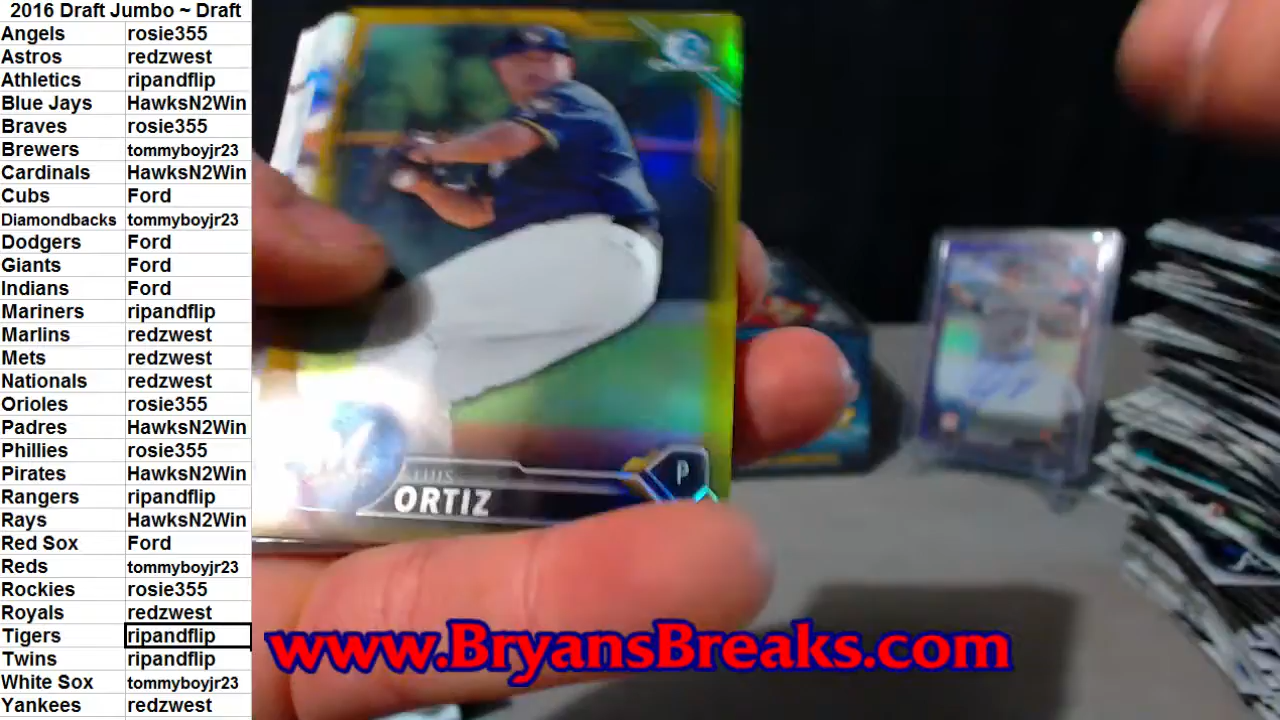 2016 Draft Jumbo ~ Draft
Angels rosie355
Astros redzwest
Athletics ripandflip
Blue Jays HawksN2Win
Braves rosie355
Brewers tommyboyjr23
Cardinals HawksN2Win
Cubs Ford
Diamondbacks tommyboyjr23
Dodgers Ford
Giants Ford
Indians Ford
Mariners ripandflip
Marlins redzwest
Mets redzwest
Nationals redzwest
Orioles rosie355
Padres HawksN2Win
Phillies rosie355
Pirates HawksN2Win
Rangers ripandflip
Rays HawksN2Win
Red Sox Ford
Reds tommyboyjr23
Rockies rosie355
Royals redzwest
Tigers ripandflip
Twins ripandflip
White Sox tommyboyjr23
Yankees redzwest
LUIS
ORTIZ
P
www.BryansBreaks.com